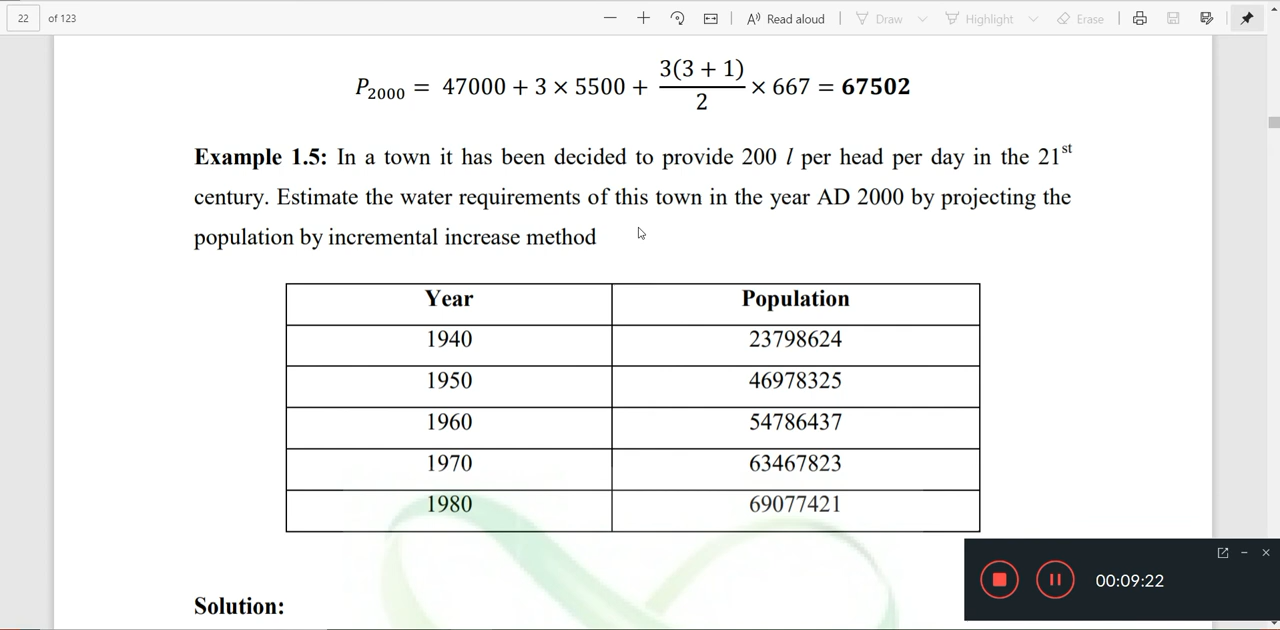 22 of 123 Read aloud Draw Highlight Erase
P₂₀₀₀ = 47000 + 3 × 5500 + 3(3 + 1)/2 × 667 = 67502
Example 1.5: In a town it has been decided to provide 200 l per head per day in the 21st
century. Estimate the water requirements of this town in the year AD 2000 by projecting the
population by incremental increase method
Year Population
1940 23798624
1950 46978325
1960 54786437
1970 63467823
1980 69077421
00:09:22
Solution: